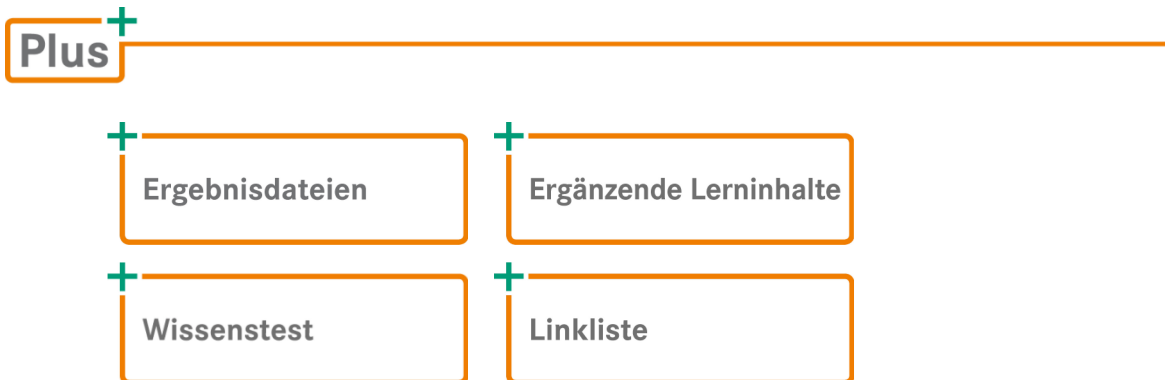 Plus
Ergebnisdateien
Ergänzende Lerninhalte
Wissenstest
Linkliste